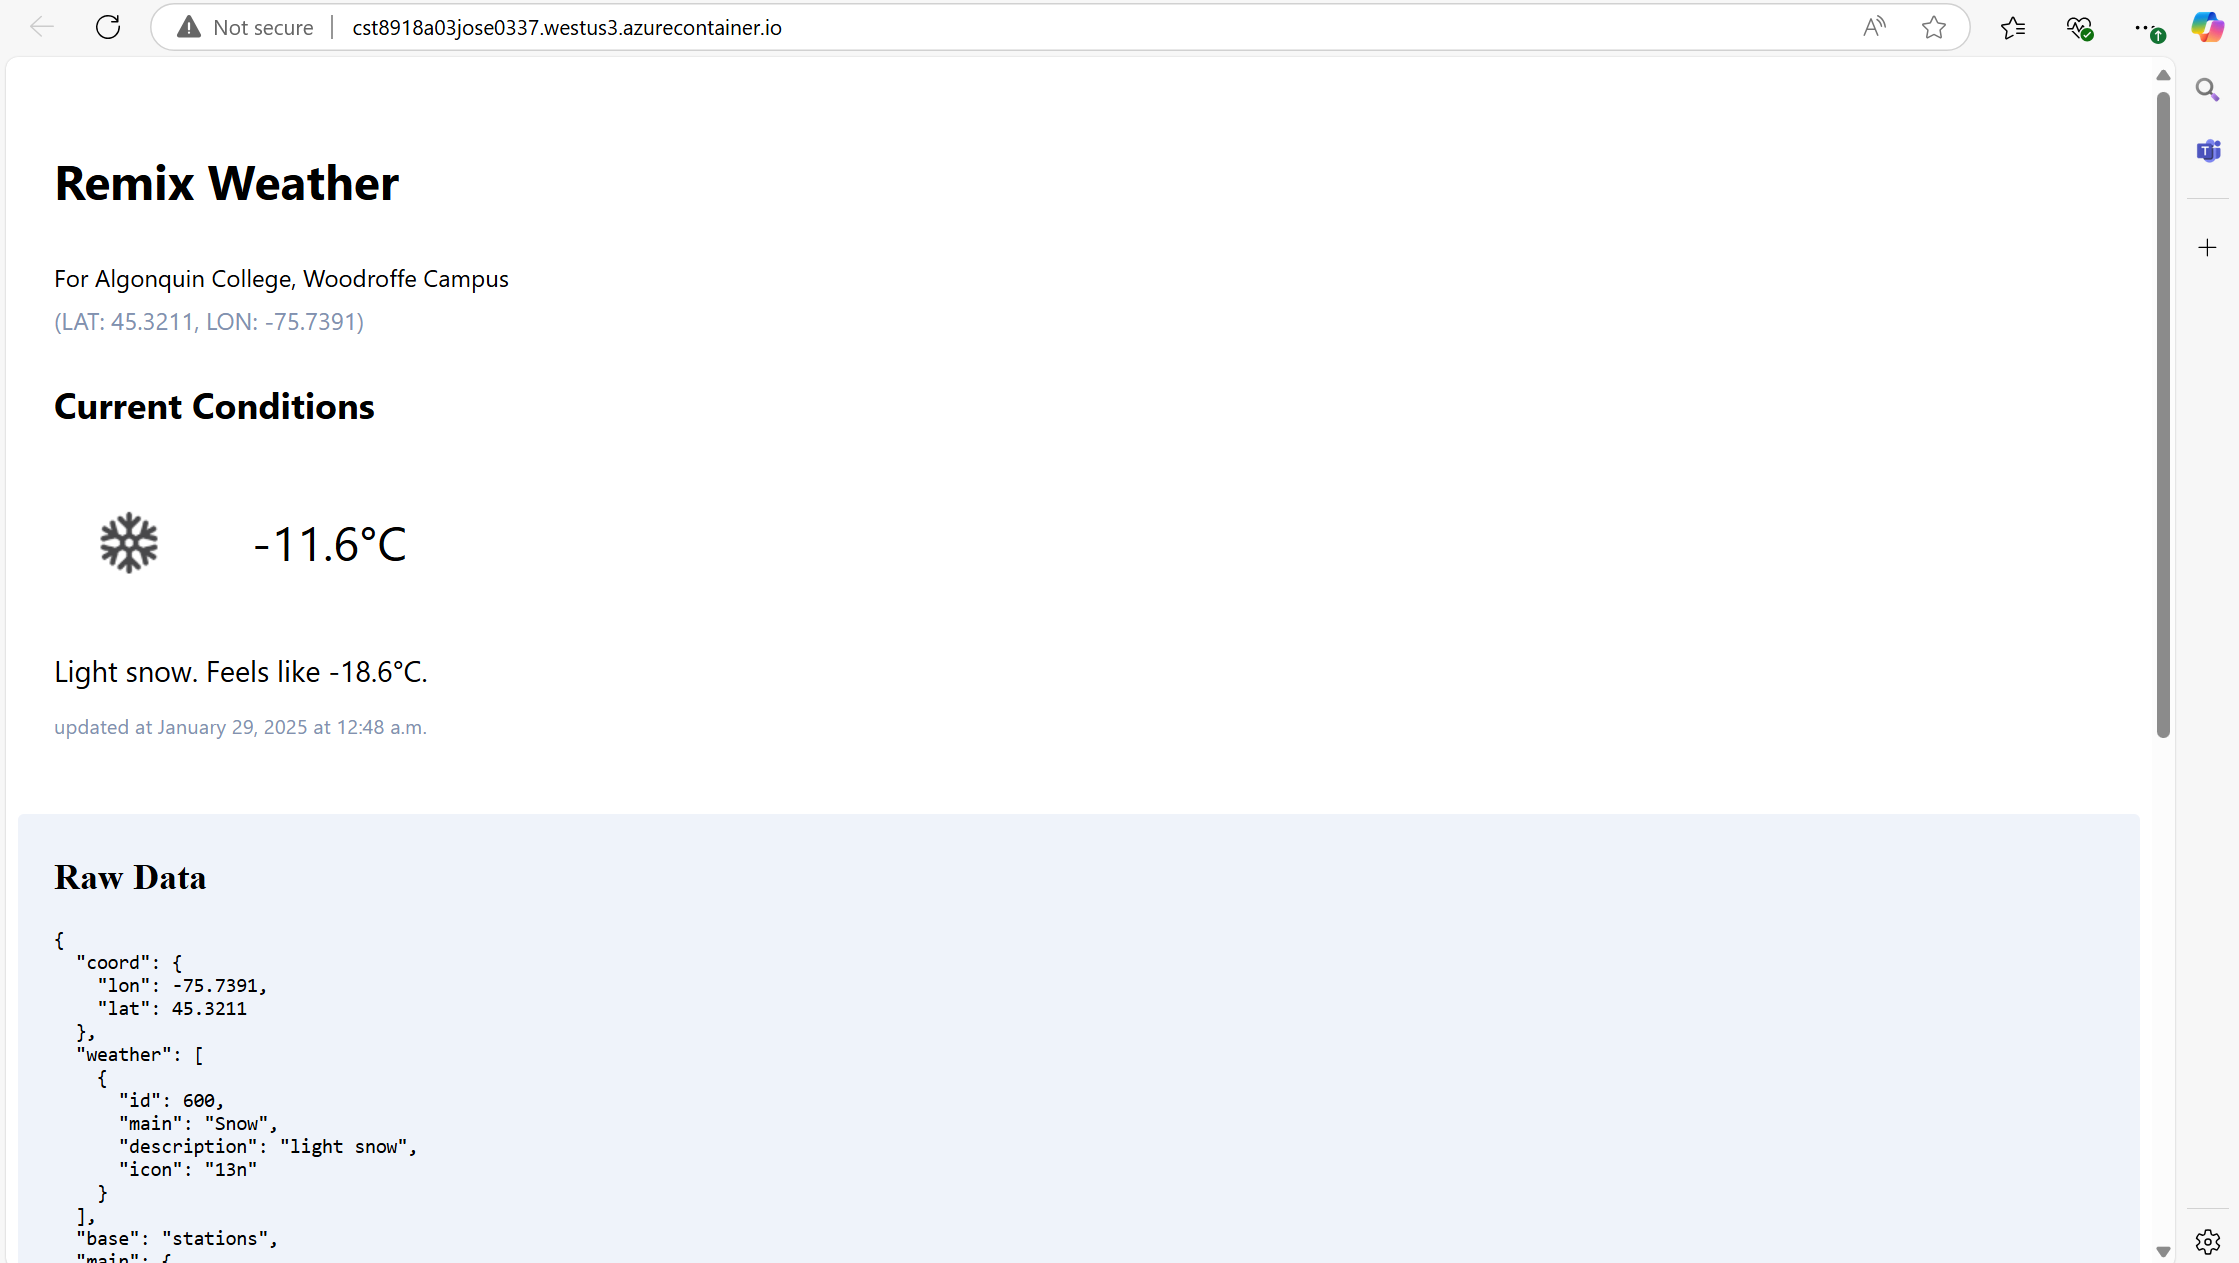 Not secure
cst8918a03jose0337.westus3.azurecontainer.io
Remix Weather
For Algonquin College, Woodroffe Campus
(LAT: 45.3211, LON: -75.7391)
Current Conditions
-11.6°C
Light snow. Feels like -18.6°C.
updated at January 29, 2025 at 12:48 a.m.
Raw Data
{
  "coord": {
    "lon": -75.7391,
    "lat": 45.3211
  },
  "weather": [
    {
      "id": 600,
      "main": "Snow",
      "description": "light snow",
      "icon": "13n"
    }
  ],
  "base": "stations",
  "main": {